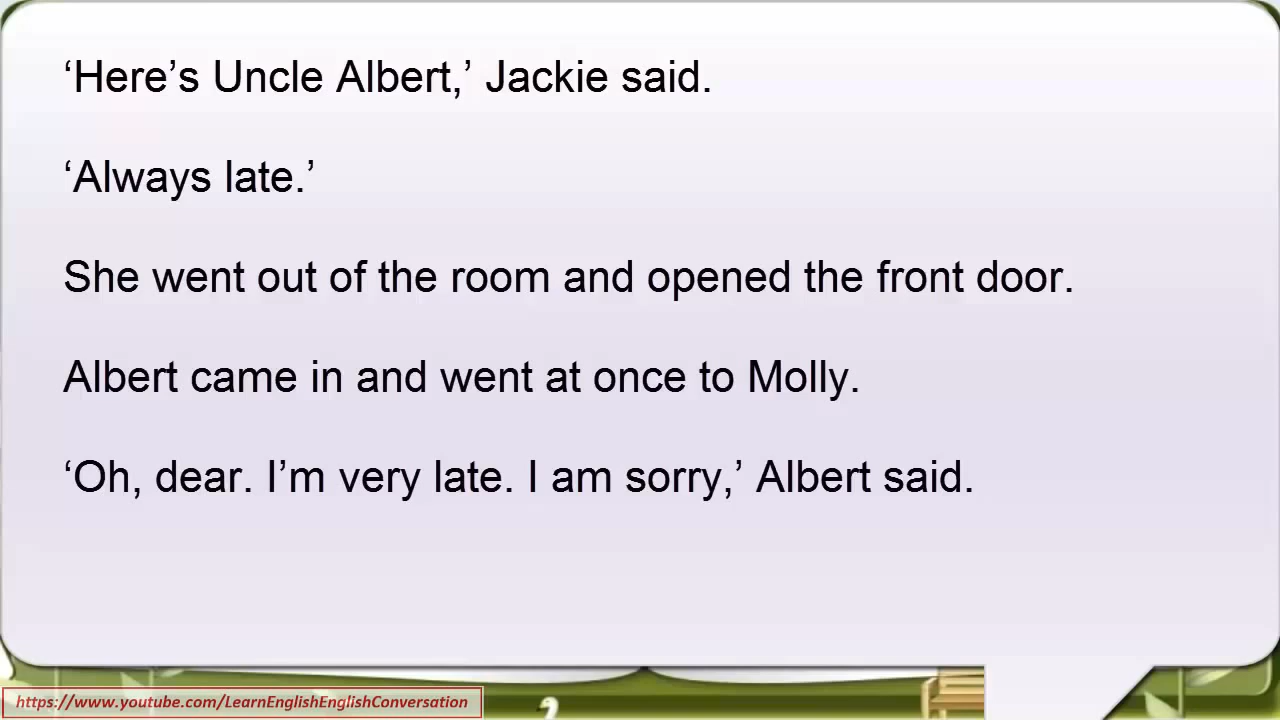 ‘Here’s Uncle Albert,’ Jackie said.
‘Always late.’
She went out of the room and opened the front door.
Albert came in and went at once to Molly.
‘Oh, dear. I’m very late. I am sorry,’ Albert said.
https://www.youtube.com/LearnEnglishEnglishConversation